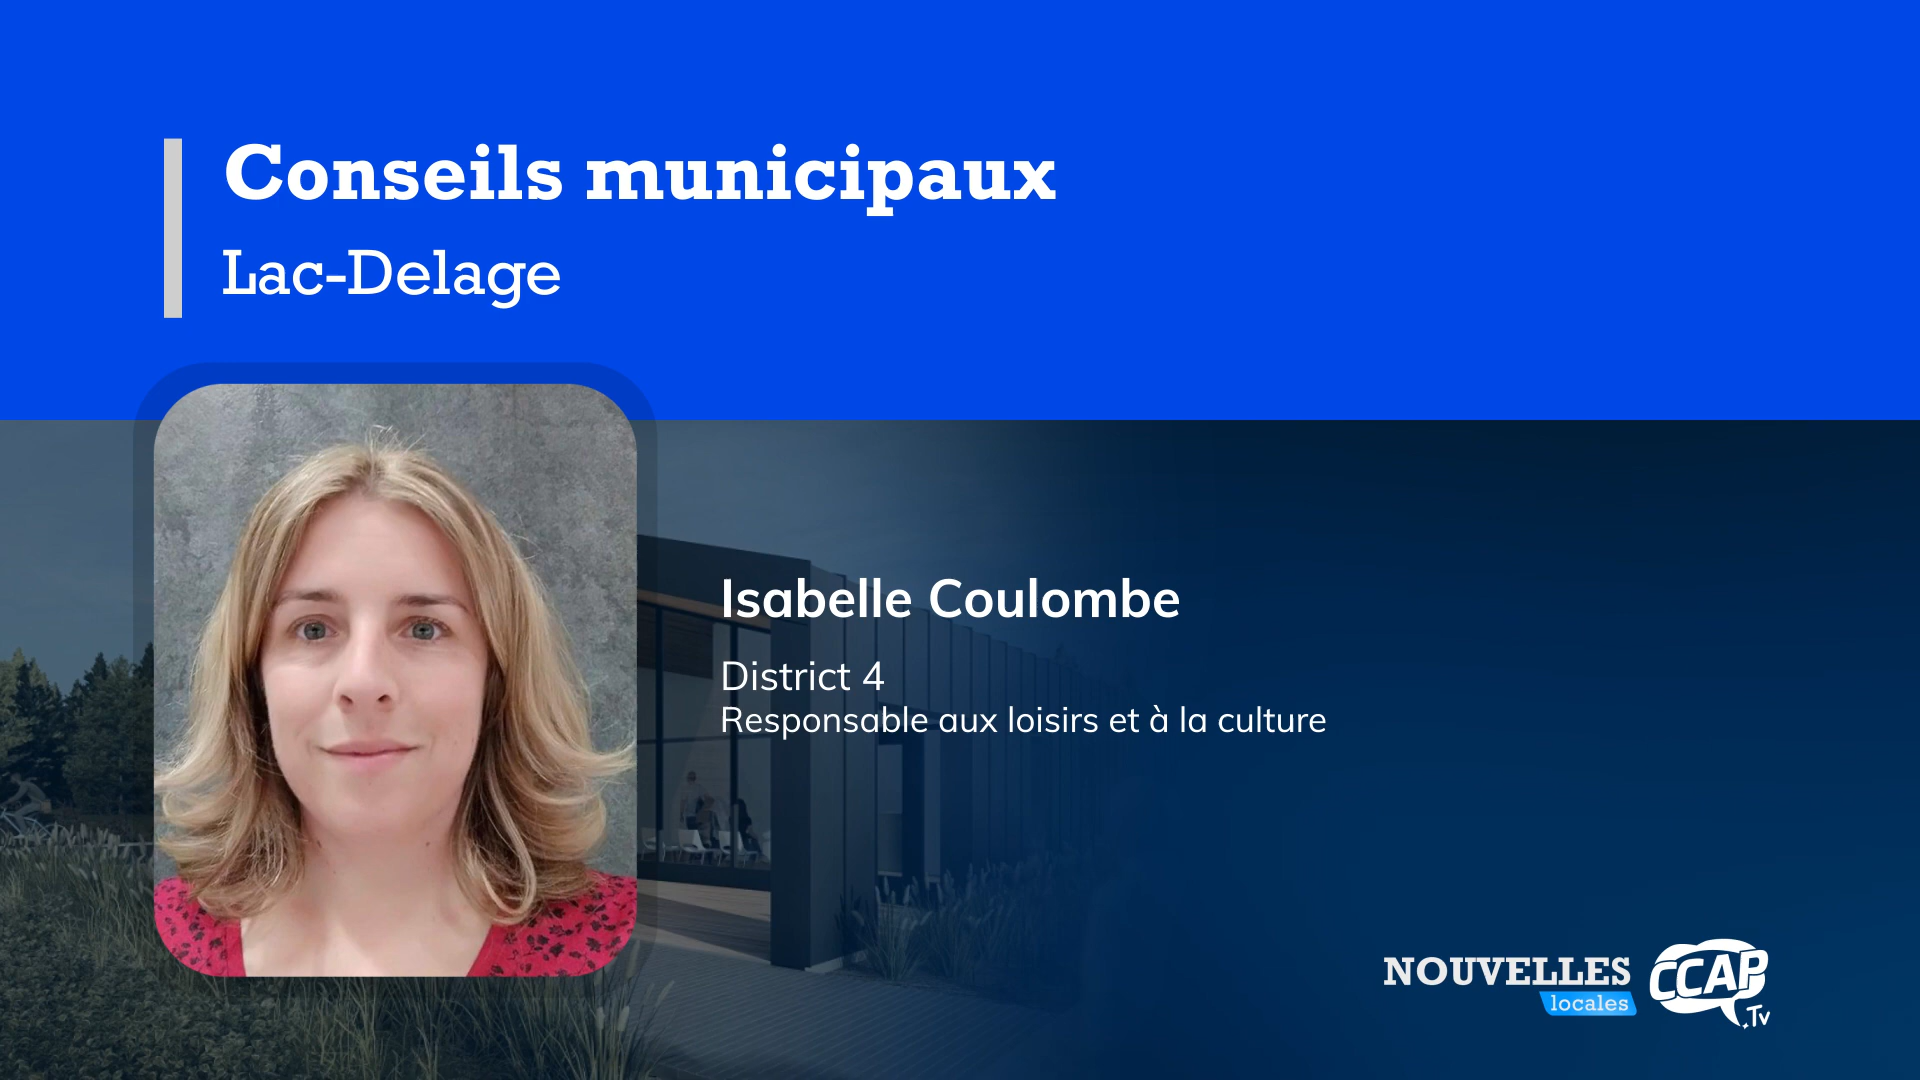 Conseils municipaux
Lac-Delage
Isabelle Coulombe
District 4
Responsable aux loisirs et à la culture
NOUVELLES
locales
CCAP
.Tv